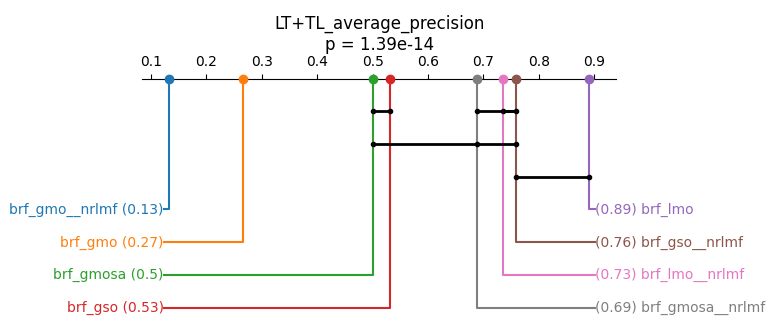 LT+TL_average_precision
p = 1.39e-14
0.1 0.2 0.3 0.4 0.5 0.6 0.7 0.8 0.9
brf_gmo__nrlmf (0.13) (0.89) brf_lmo
brf_gmo (0.27) (0.76) brf_gso__nrlmf
brf_gmosa (0.5) (0.73) brf_lmo__nrlmf
brf_gso (0.53) (0.69) brf_gmosa__nrlmf